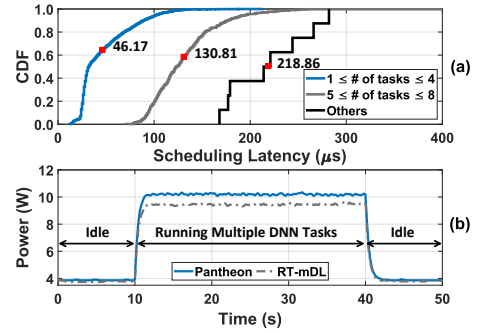 CDF
1.0
0.8
0.6
0.4
0.2
0.0
46.17
130.81
218.86
(a)
1 ≤ # of tasks ≤ 4
5 ≤ # of tasks ≤ 8
Others
0 100 200 300 400
Scheduling Latency (μs)
Power (W)
12
10
8
6
4
(b)
Idle Running Multiple DNN Tasks Idle
Pantheon RT-mDL
0 10 20 30 40 50
Time (s)